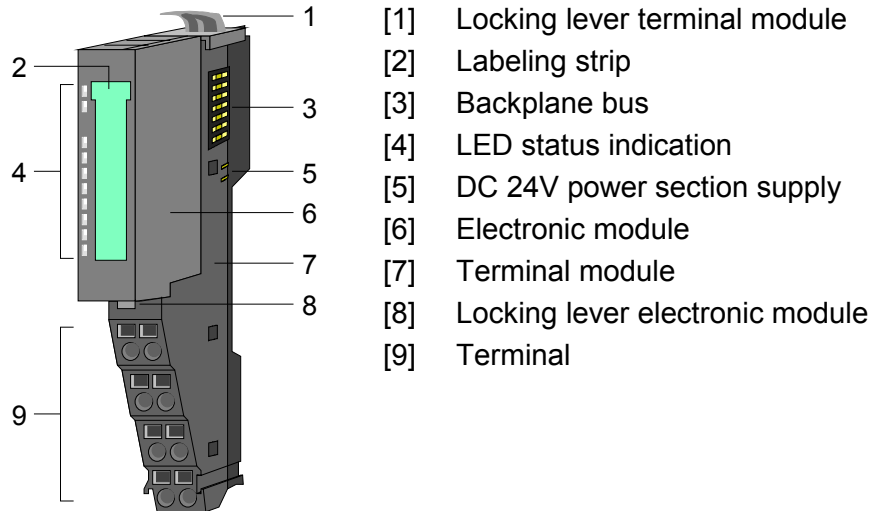 1
2
3
4
5
6
7
8
9
[1] Locking lever terminal module
[2] Labeling strip
[3] Backplane bus
[4] LED status indication
[5] DC 24V power section supply
[6] Electronic module
[7] Terminal module
[8] Locking lever electronic module
[9] Terminal